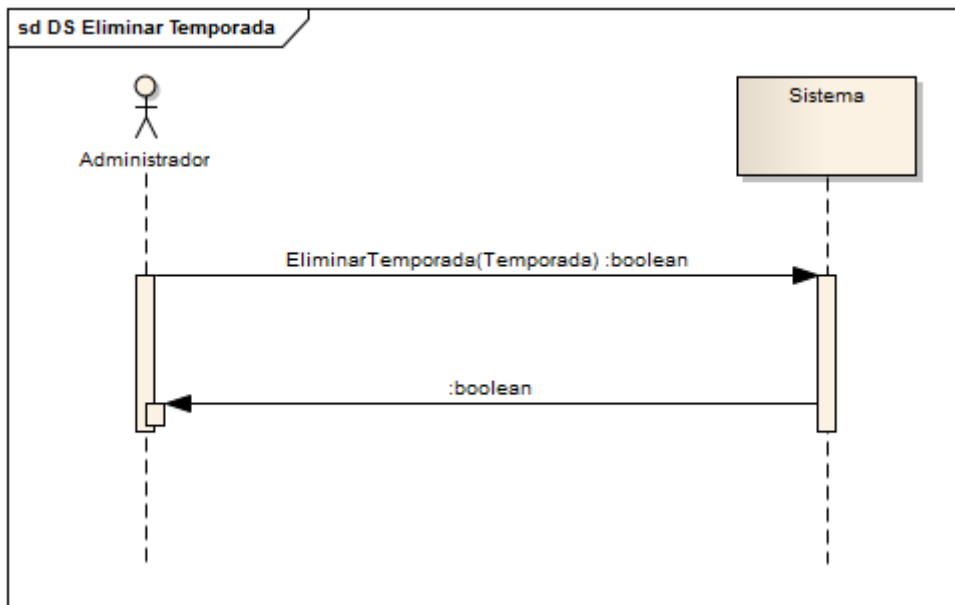 sd DS Eliminar Temporada
Administrador
Sistema
EliminarTemporada(Temporada) :boolean
:boolean